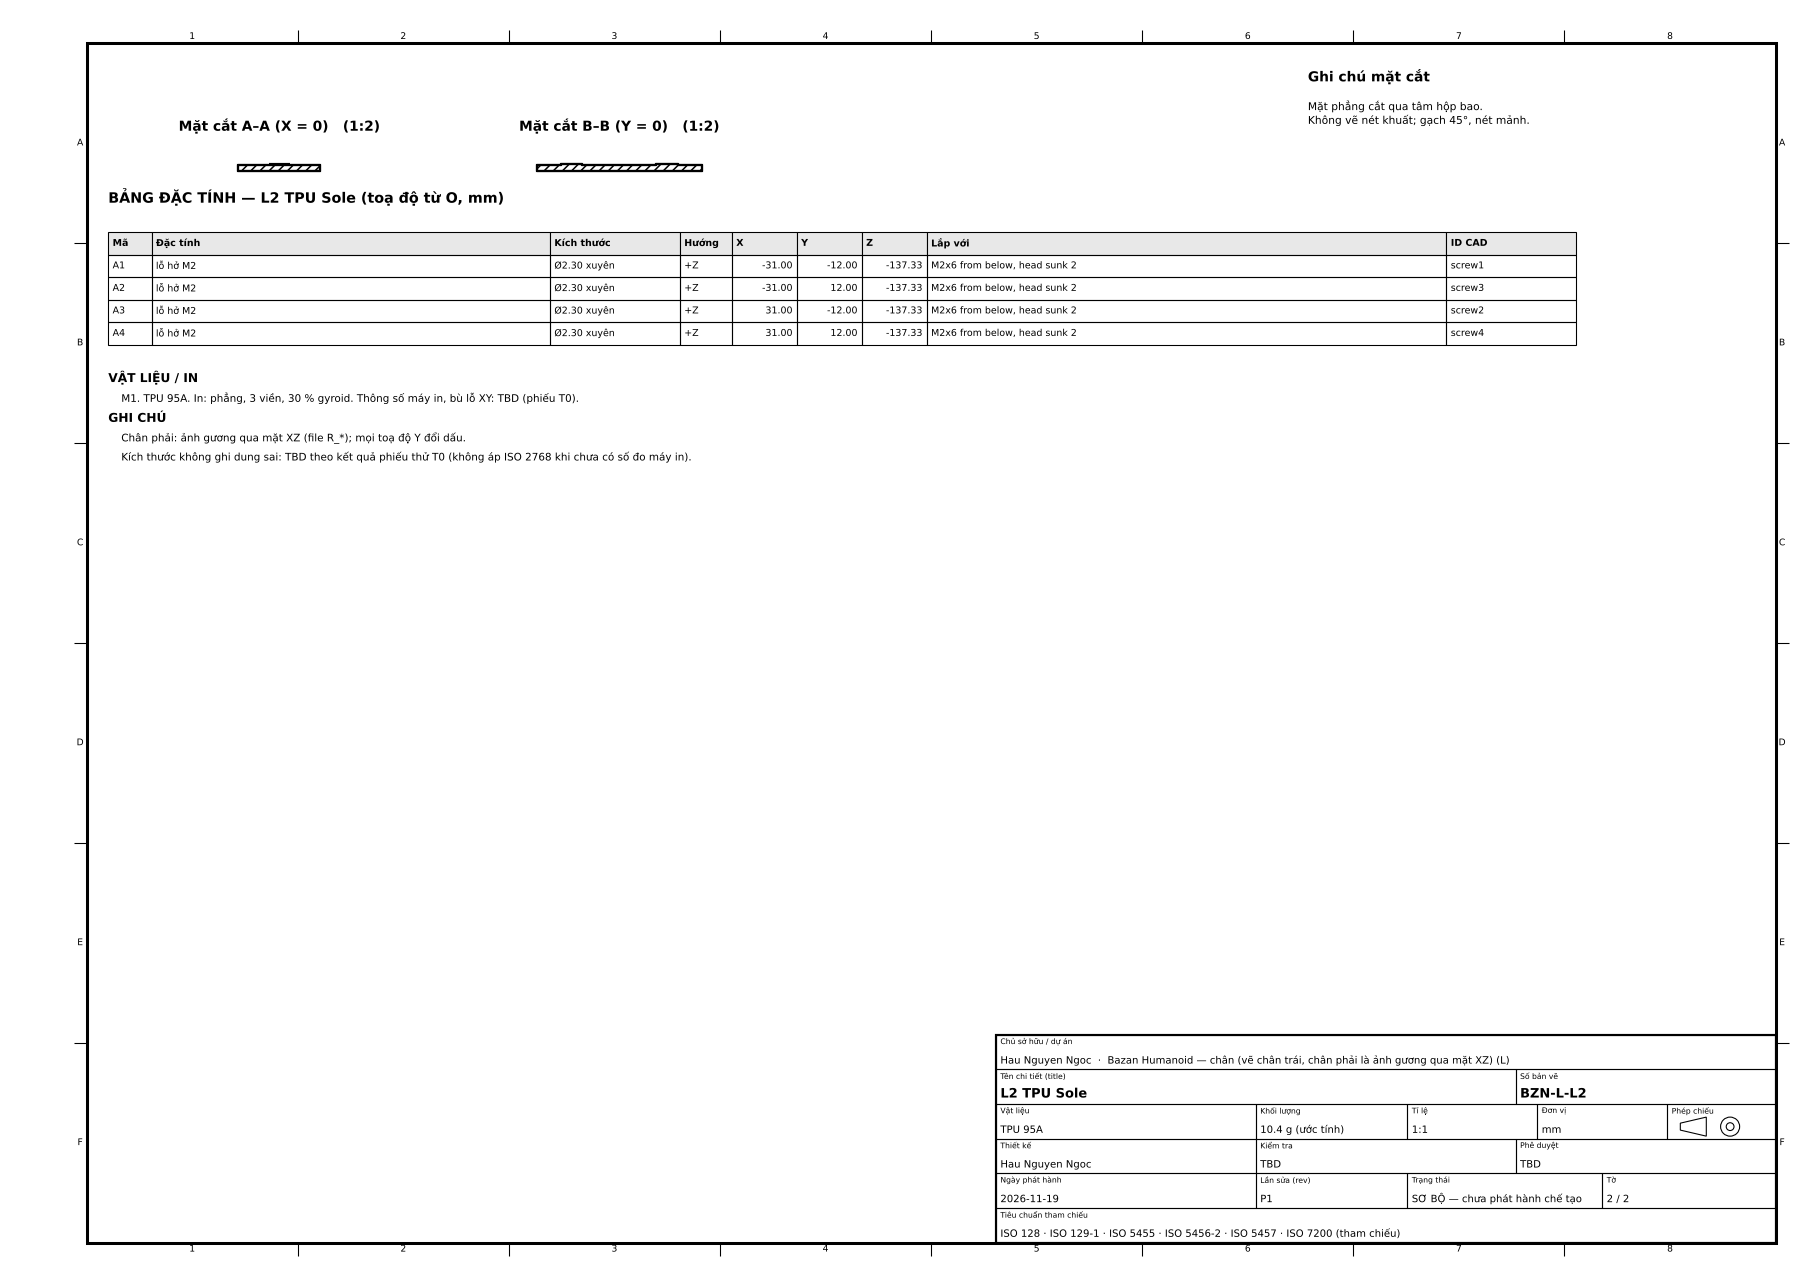 1 2 3 4 5 6 7 8
Ghi chú mặt cắt
Mặt phẳng cắt qua tâm hộp bao.
Không vẽ nét khuất; gạch 45°, nét mảnh.
Mặt cắt A–A (X = 0) (1:2) Mặt cắt B–B (Y = 0) (1:2)
A A
BẢNG ĐẶC TÍNH — L2 TPU Sole (toạ độ từ O, mm)
Mã Đặc tính Kích thước Hướng X Y Z Lắp với ID CAD
A1 lỗ hở M2 Ø2.30 xuyên +Z -31.00 -12.00 -137.33 M2x6 from below, head sunk 2 screw1
A2 lỗ hở M2 Ø2.30 xuyên +Z -31.00 12.00 -137.33 M2x6 from below, head sunk 2 screw3
A3 lỗ hở M2 Ø2.30 xuyên +Z 31.00 -12.00 -137.33 M2x6 from below, head sunk 2 screw2
A4 lỗ hở M2 Ø2.30 xuyên +Z 31.00 12.00 -137.33 M2x6 from below, head sunk 2 screw4
B B
VẬT LIỆU / IN
M1. TPU 95A. In: phẳng, 3 viền, 30 % gyroid. Thông số máy in, bù lỗ XY: TBD (phiếu T0).
GHI CHÚ
Chân phải: ảnh gương qua mặt XZ (file R_*); mọi toạ độ Y đổi dấu.
Kích thước không ghi dung sai: TBD theo kết quả phiếu thử T0 (không áp ISO 2768 khi chưa có số đo máy in).
C C
D D
E E
Chủ sở hữu / dự án
Hau Nguyen Ngoc · Bazan Humanoid — chân (vẽ chân trái, chân phải là ảnh gương qua mặt XZ) (L)
Tên chi tiết (title) Số bản vẽ
L2 TPU Sole BZN-L-L2
Vật liệu Khối lượng Tỉ lệ Đơn vị Phép chiếu
TPU 95A 10.4 g (ước tính) 1:1 mm
F F
Thiết kế Kiểm tra Phê duyệt
Hau Nguyen Ngoc TBD TBD
Ngày phát hành Lần sửa (rev) Trạng thái Tờ
2026-11-19 P1 SƠ BỘ — chưa phát hành chế tạo 2 / 2
Tiêu chuẩn tham chiếu
ISO 128 · ISO 129-1 · ISO 5455 · ISO 5456-2 · ISO 5457 · ISO 7200 (tham chiếu)
1 2 3 4 5 6 7 8